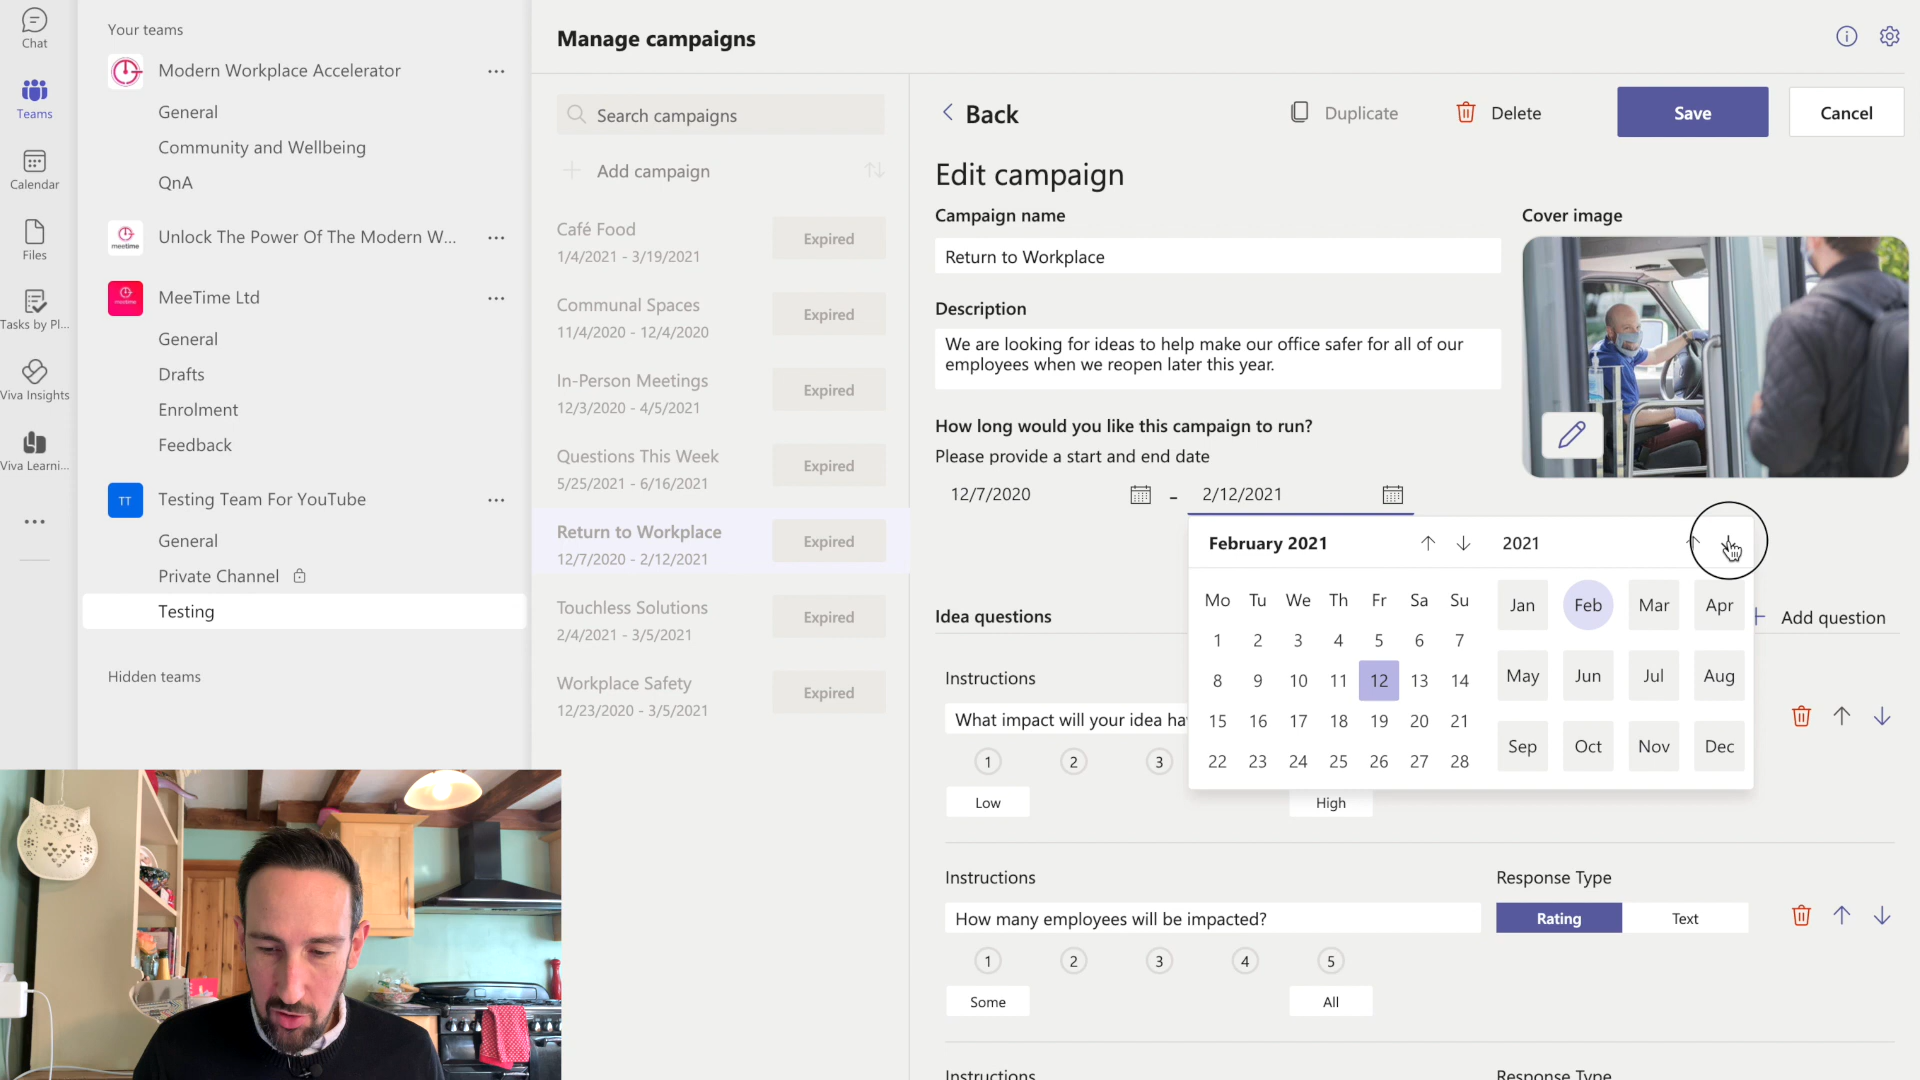 Chat
Teams
Calendar
Files
Tasks by Pl...
Viva Insights
Viva Learni...
Your teams
Modern Workplace Accelerator
General
Community and Wellbeing
QnA
meetime
Unlock The Power Of The Modern W...
MeeTime Ltd
General
Drafts
Enrolment
Feedback
TT
Testing Team For YouTube
General
Private Channel
Testing
Hidden teams
Manage campaigns
Search campaigns
Add campaign
Café Food
1/4/2021 - 3/19/2021
Expired
Communal Spaces
11/4/2020 - 12/4/2020
Expired
In-Person Meetings
12/3/2020 - 4/5/2021
Expired
Questions This Week
5/25/2021 - 6/16/2021
Expired
Return to Workplace
12/7/2020 - 2/12/2021
Expired
Touchless Solutions
2/4/2021 - 3/5/2021
Expired
Workplace Safety
12/23/2020 - 3/5/2021
Expired
Back
Duplicate
Delete
Save
Cancel
Edit campaign
Campaign name
Return to Workplace
Cover image
Description
We are looking for ideas to help make our office safer for all of our
employees when we reopen later this year.
How long would you like this campaign to run?
Please provide a start and end date
12/7/2020 - 2/12/2021
February 2021
2021
Mo Tu We Th Fr Sa Su
1 2 3 4 5 6 7
8 9 10 11 12 13 14
15 16 17 18 19 20 21
22 23 24 25 26 27 28
Jan Feb Mar Apr
May Jun Jul Aug
Sep Oct Nov Dec
Idea questions
Add question
Instructions
What impact will your idea ha
1 2 3
Low
High
Instructions
Response Type
How many employees will be impacted?
Rating
Text
1 2 3 4 5
Some
All
Instructions
Response Type